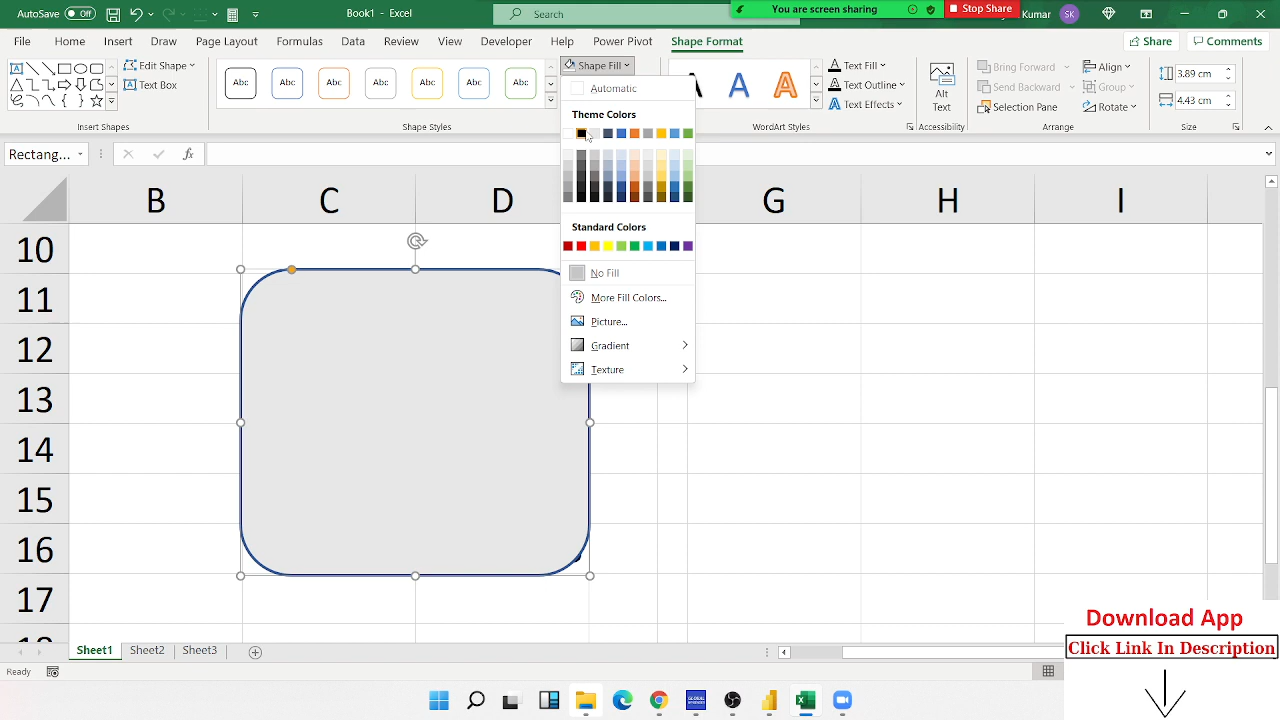 AutoSave Off Book1 - Excel Search You are screen sharing Stop Share Kumar SK
File Home Insert Draw Page Layout Formulas Data Review View Developer Help Power Pivot Shape Format Share Comments
Edit Shape
Text Box
Abc Abc Abc Abc Abc Abc Abc
Shape Fill
A A A
Text Fill
Text Outline
Text Effects
Alt
Text
Bring Forward
Send Backward
Selection Pane
Align
Group
Rotate
3.89 cm
4.43 cm
Insert Shapes Shape Styles WordArt Styles Accessibility Arrange Size
Automatic
Theme Colors
Standard Colors
No Fill
More Fill Colors...
Picture...
Gradient
Texture
Rectang... fx
B C D G H I
10
11
12
13
14
15
16
17
Sheet1 Sheet2 Sheet3
Ready
Download App
Click Link In Description